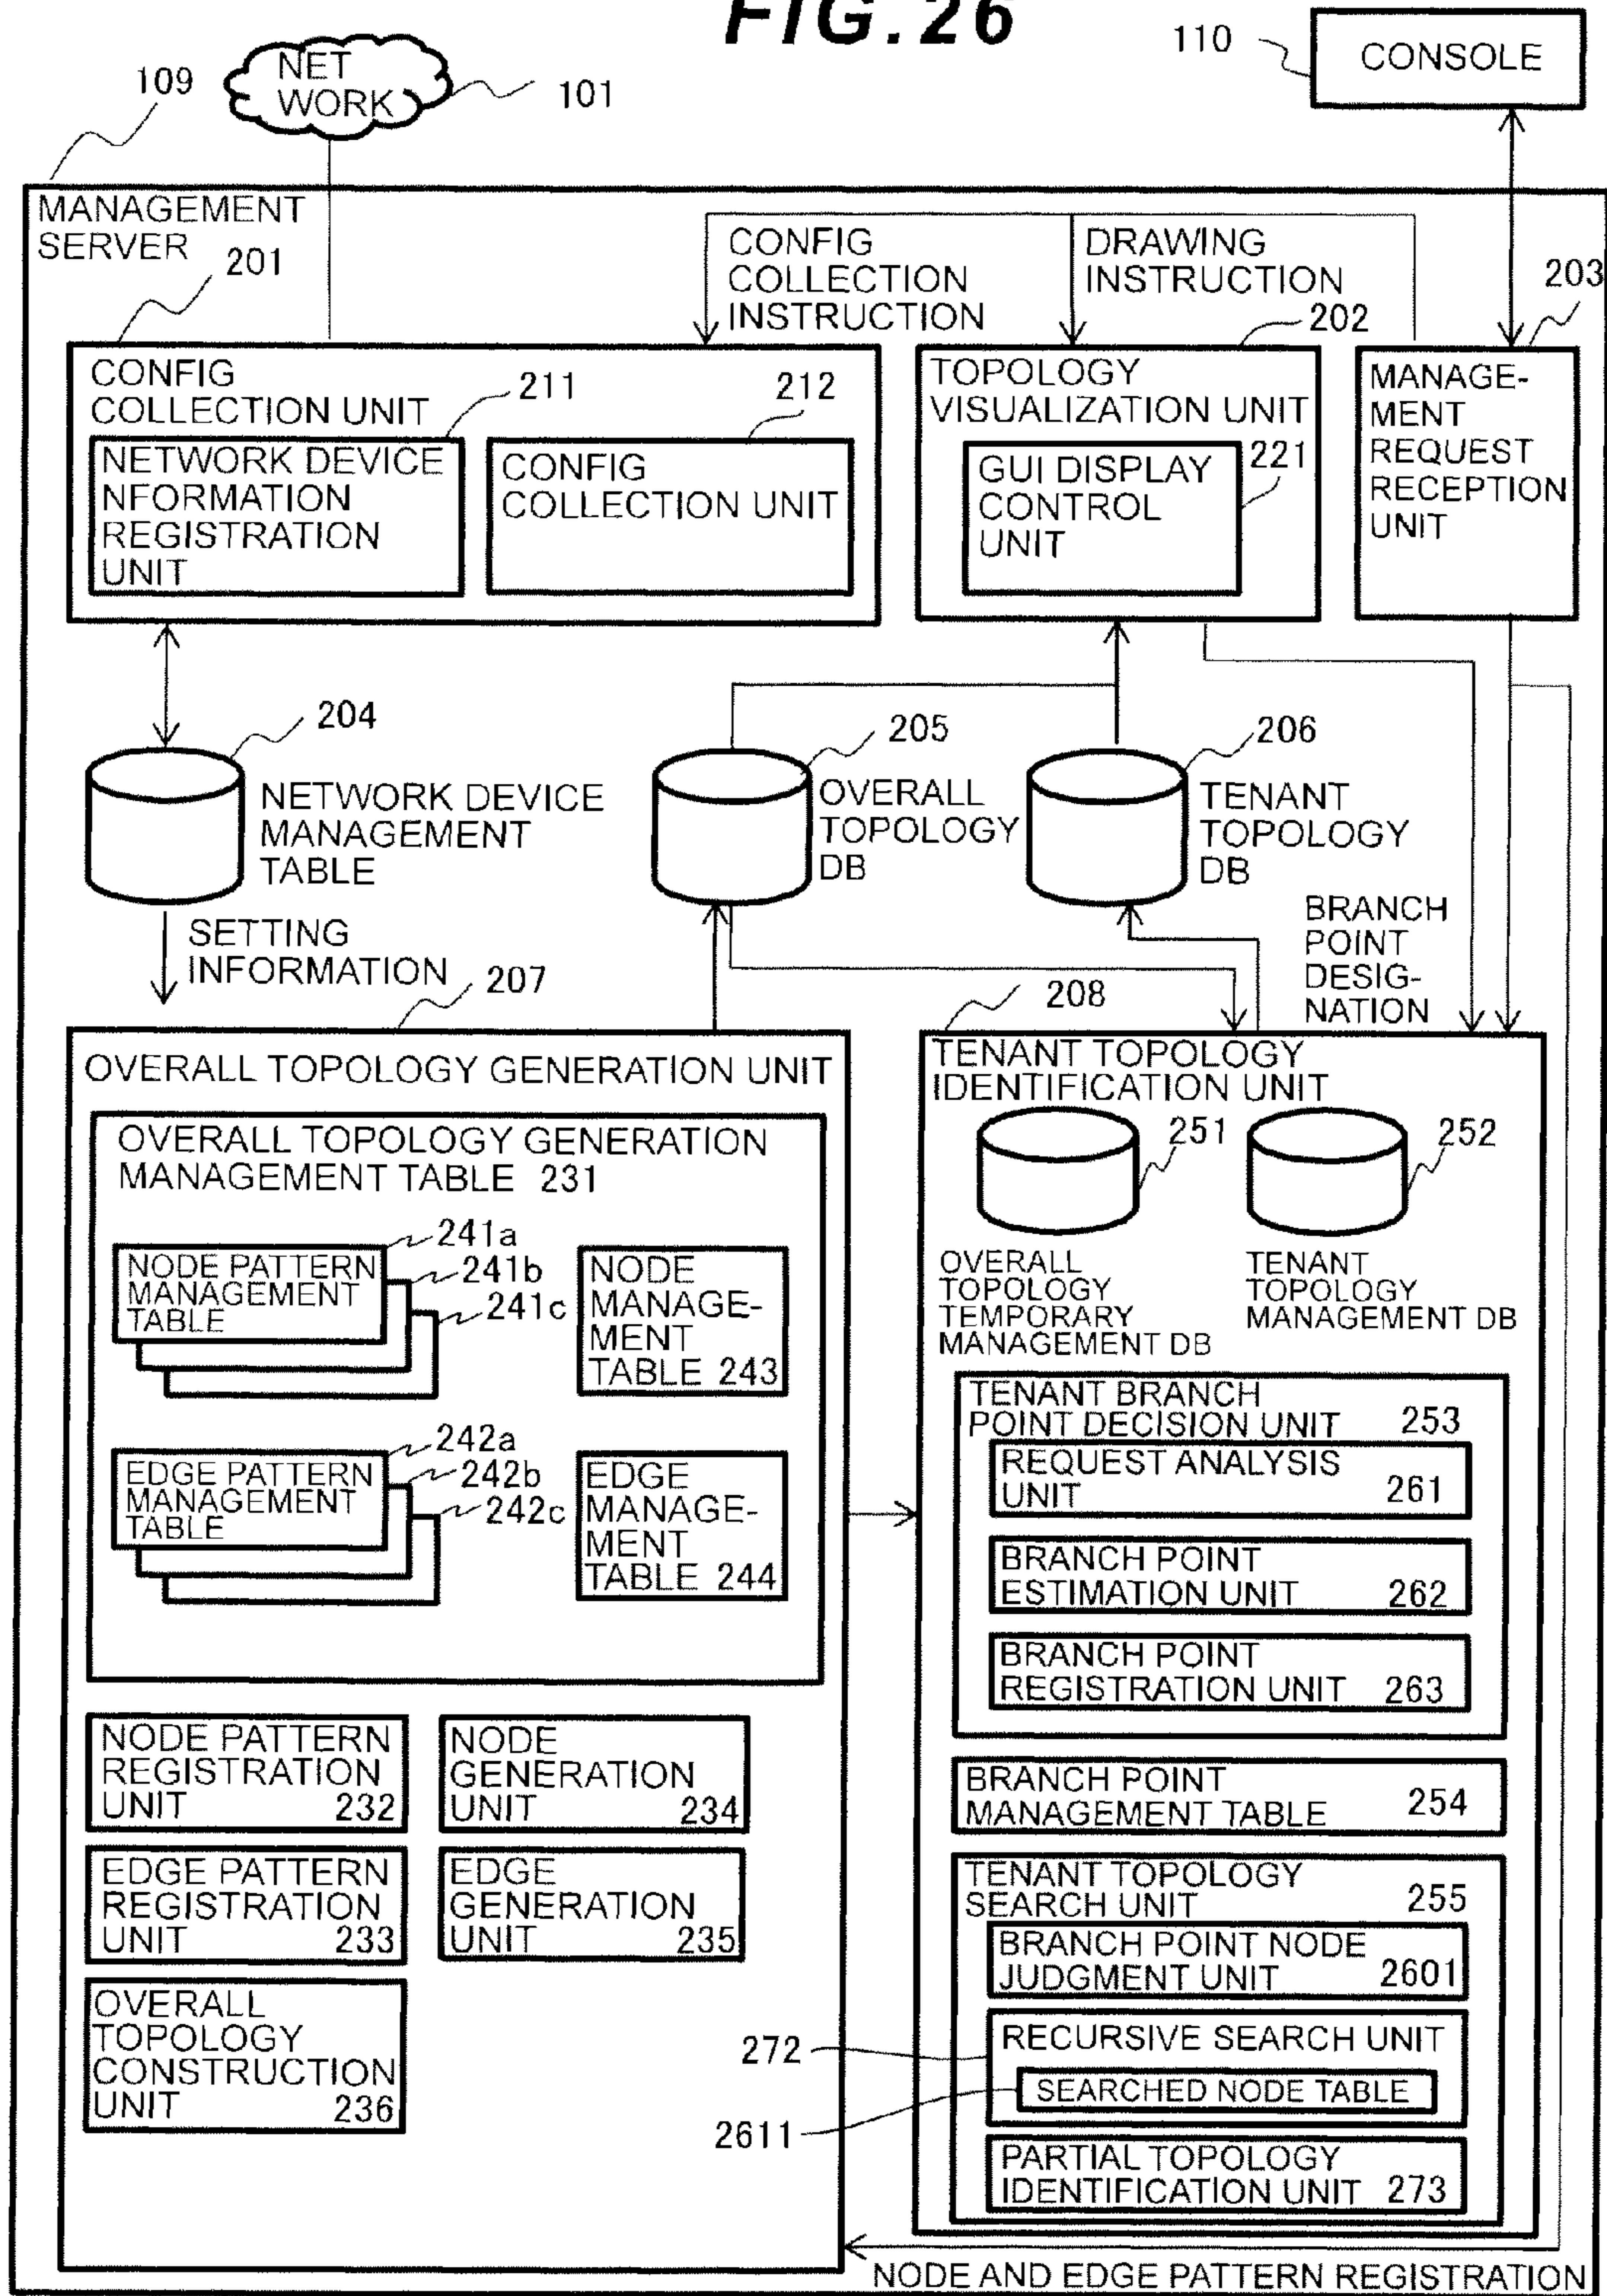 FIG. 26
110
CONSOLE
NET
WORK
101
109
MANAGEMENT
SERVER
201
CONFIG
COLLECTION
INSTRUCTION
DRAWING
INSTRUCTION
202
203
CONFIG
COLLECTION UNIT
211
212
NETWORK DEVICE
NFORMATION
REGISTRATION
UNIT
CONFIG
COLLECTION UNIT
TOPOLOGY
VISUALIZATION UNIT
GUI DISPLAY
CONTROL
UNIT
221
MANAGE-
MENT
REQUEST
RECEPTION
UNIT
204
NETWORK DEVICE
MANAGEMENT
TABLE
205
OVERALL
TOPOLOGY
DB
206
TENANT
TOPOLOGY
DB
SETTING
INFORMATION
207
208
BRANCH
POINT
DESIG-
NATION
OVERALL TOPOLOGY GENERATION UNIT
OVERALL TOPOLOGY GENERATION
MANAGEMENT TABLE 231
241a
241b
241c
NODE PATTERN
MANAGEMENT
TABLE
NODE
MANAGE-
MENT
TABLE 243
242a
242b
242c
EDGE PATTERN
MANAGEMENT
TABLE
EDGE
MANAGE-
MENT
TABLE 244
NODE PATTERN
REGISTRATION
UNIT 232
NODE
GENERATION
UNIT 234
EDGE PATTERN
REGISTRATION
UNIT 233
EDGE
GENERATION
UNIT 235
OVERALL
TOPOLOGY
CONSTRUCTION
UNIT 236
TENANT TOPOLOGY
IDENTIFICATION UNIT
251
252
OVERALL
TOPOLOGY
TEMPORARY
MANAGEMENT DB
TENANT
TOPOLOGY
MANAGEMENT DB
TENANT BRANCH
POINT DECISION UNIT 253
REQUEST ANALYSIS
UNIT 261
BRANCH POINT
ESTIMATION UNIT 262
BRANCH POINT
REGISTRATION UNIT 263
BRANCH POINT
MANAGEMENT TABLE 254
TENANT TOPOLOGY
SEARCH UNIT 255
BRANCH POINT NODE
JUDGMENT UNIT 2601
272
RECURSIVE SEARCH UNIT
SEARCHED NODE TABLE
2611
PARTIAL TOPOLOGY
IDENTIFICATION UNIT 273
NODE AND EDGE PATTERN REGISTRATION